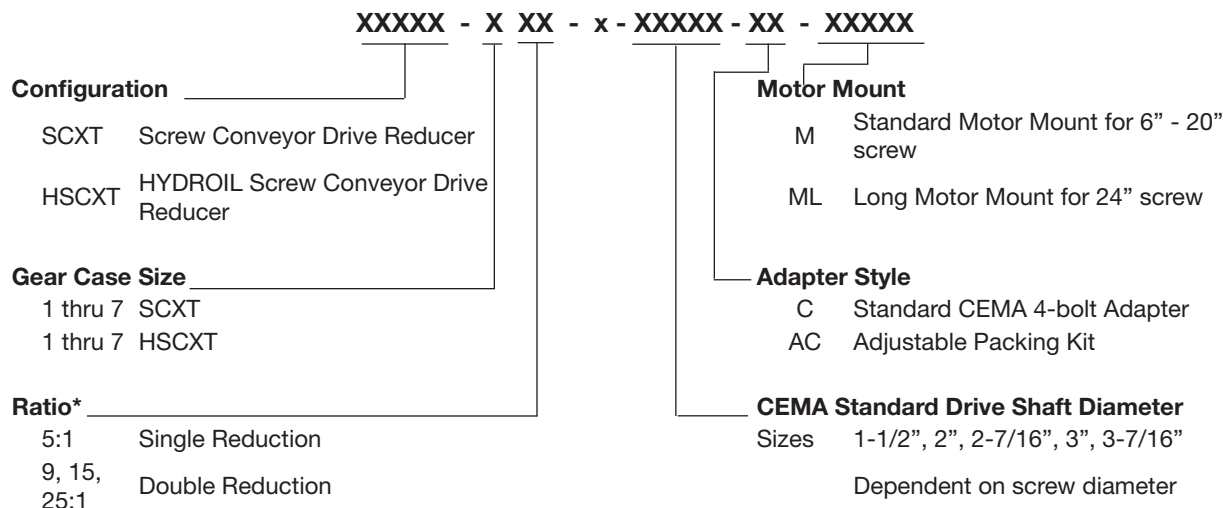 XXXXX - X XX - x - XXXXX - XX - XXXXX
Configuration
SCXT Screw Conveyor Drive Reducer
HSCXT HYDROIL Screw Conveyor Drive
Reducer
Gear Case Size
1 thru 7 SCXT
1 thru 7 HSCXT
Ratio*
5:1 Single Reduction
9, 15,
25:1 Double Reduction
Motor Mount
M Standard Motor Mount for 6” - 20”
screw
ML Long Motor Mount for 24” screw
Adapter Style
C Standard CEMA 4-bolt Adapter
AC Adjustable Packing Kit
CEMA Standard Drive Shaft Diameter
Sizes 1-1/2”, 2”, 2-7/16”, 3”, 3-7/16”
Dependent on screw diameter